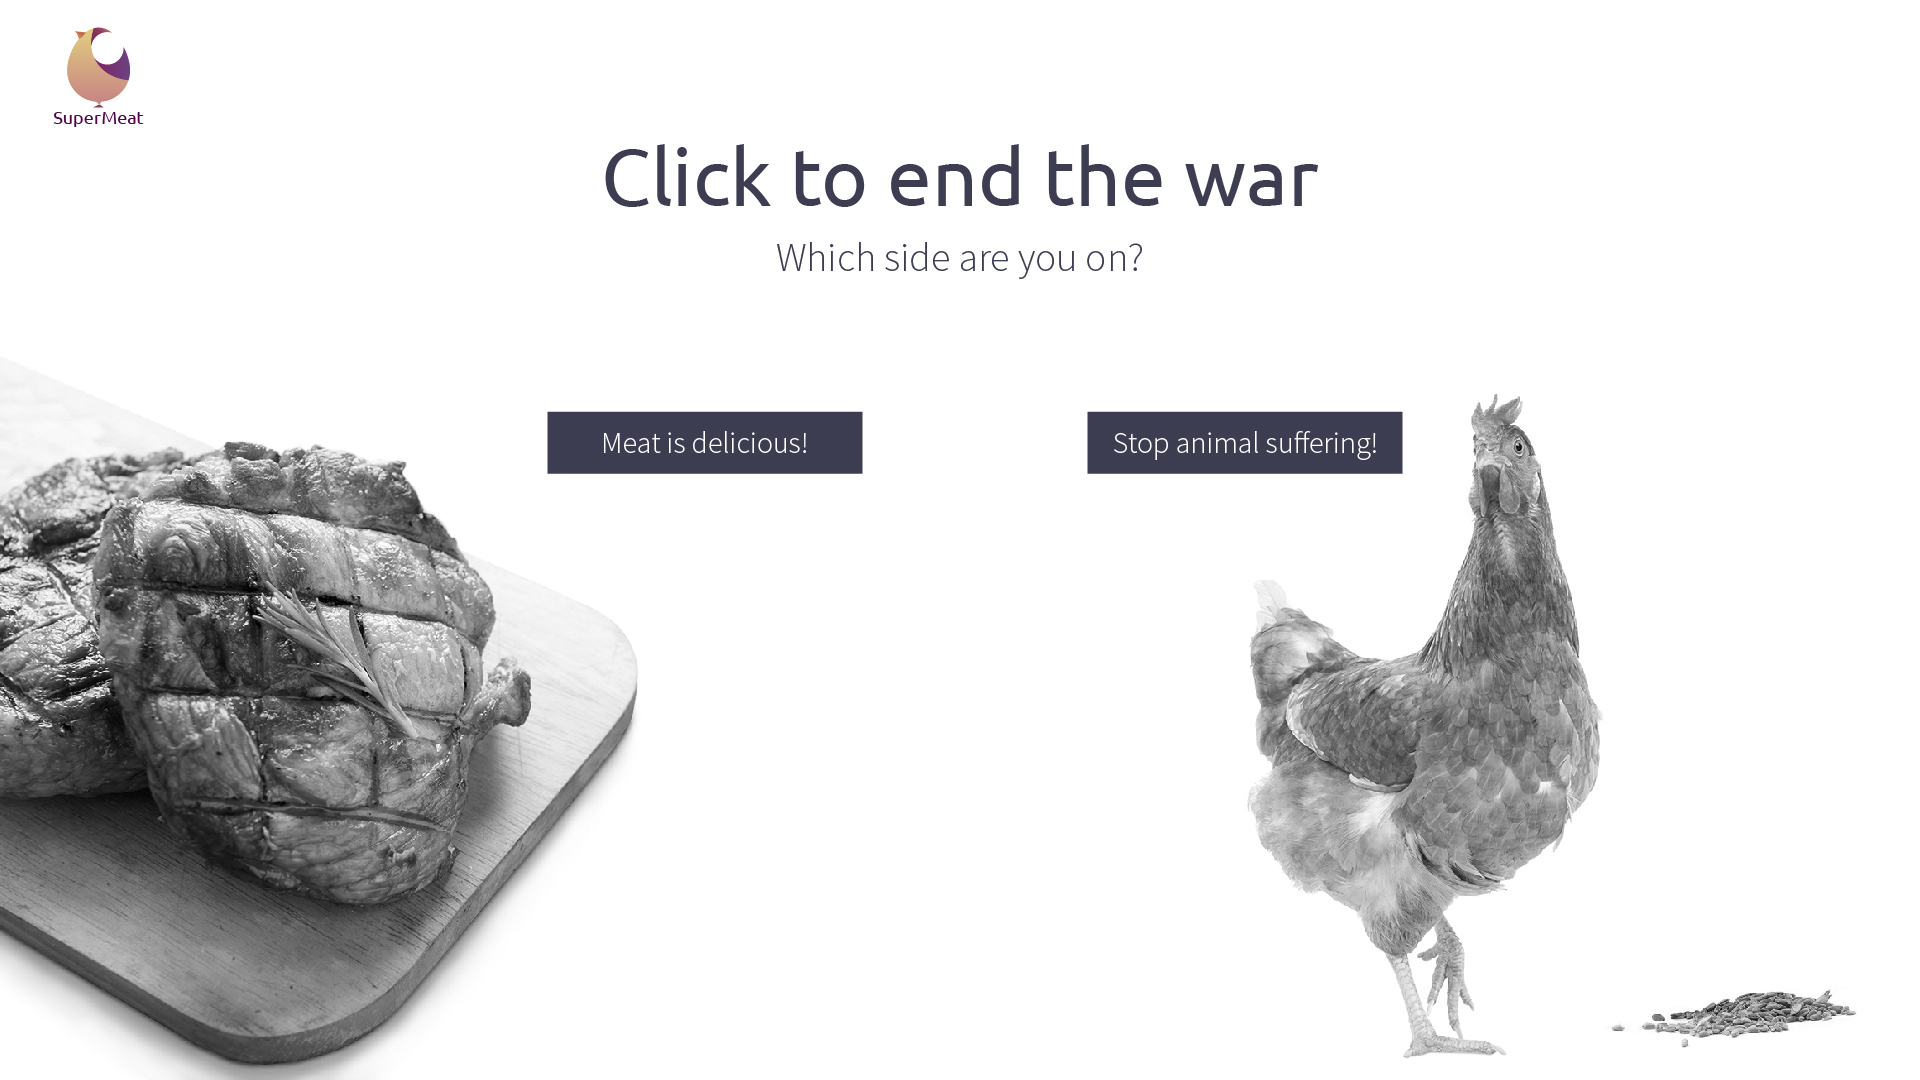 SuperMeat
Click to end the war
Which side are you on?
Meat is delicious!
Stop animal suffering!